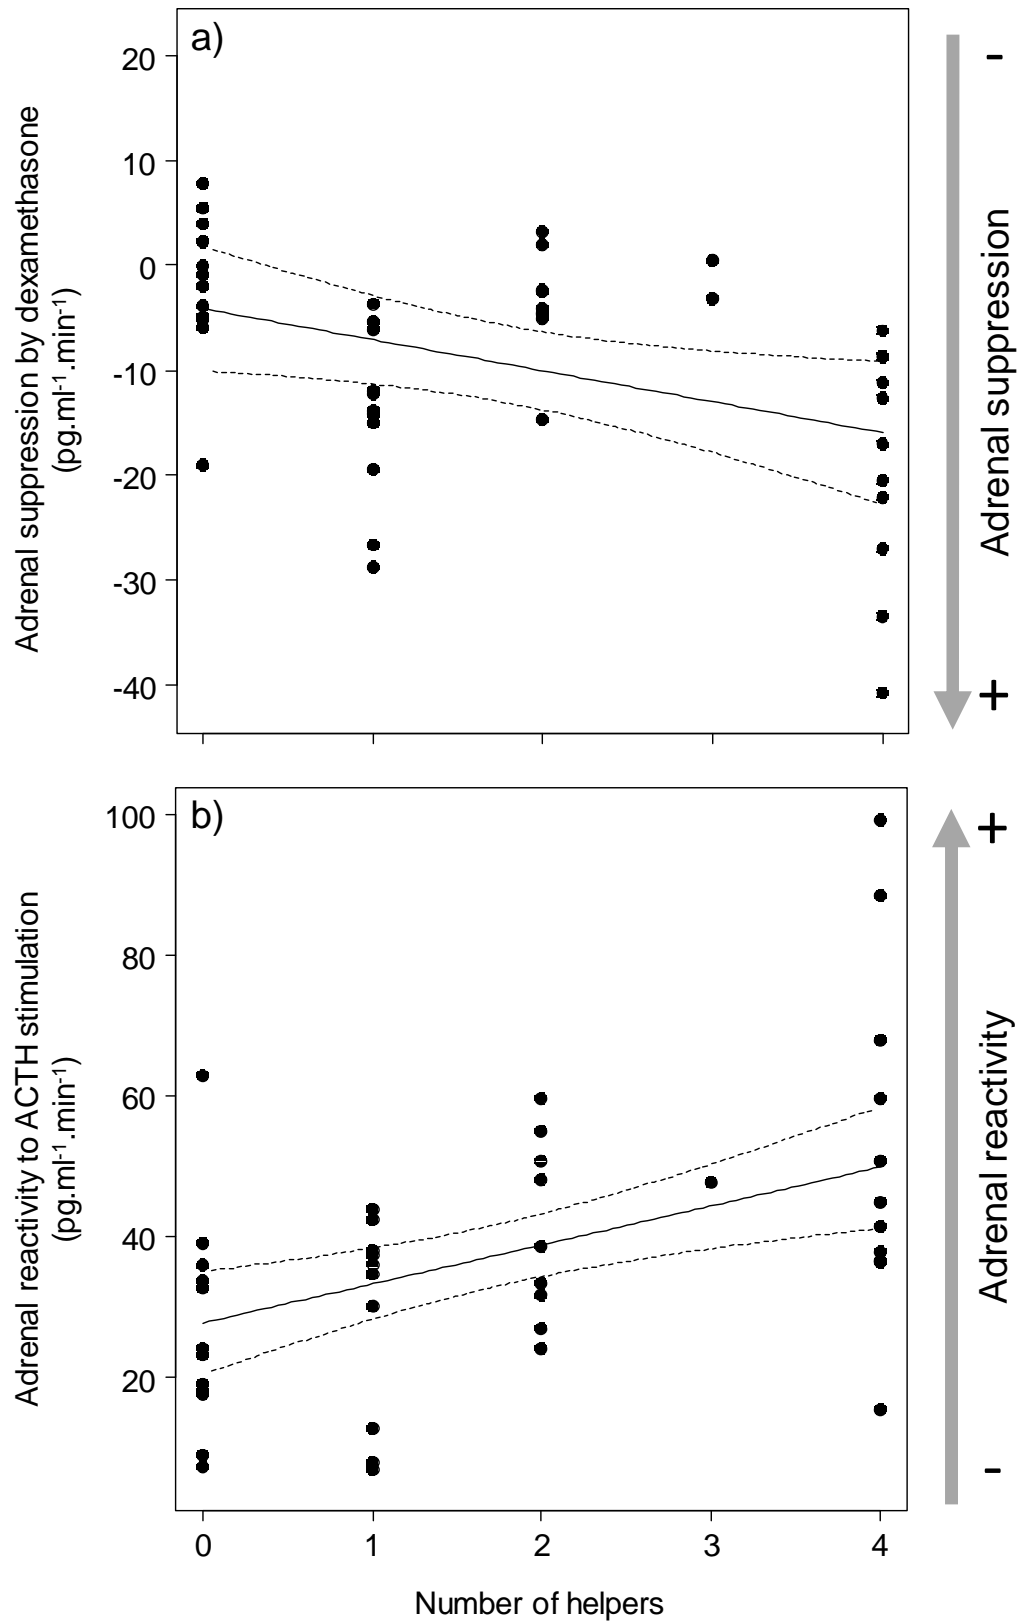 a)
20
10
0
-10
-20
-30
-40
Adrenal suppression by dexamethasone
(pg.ml⁻¹.min⁻¹)
-
Adrenal suppression
+
b)
100
80
60
40
20
Adrenal reactivity to ACTH stimulation
(pg.ml⁻¹.min⁻¹)
+
Adrenal reactivity
-
0 1 2 3 4
Number of helpers